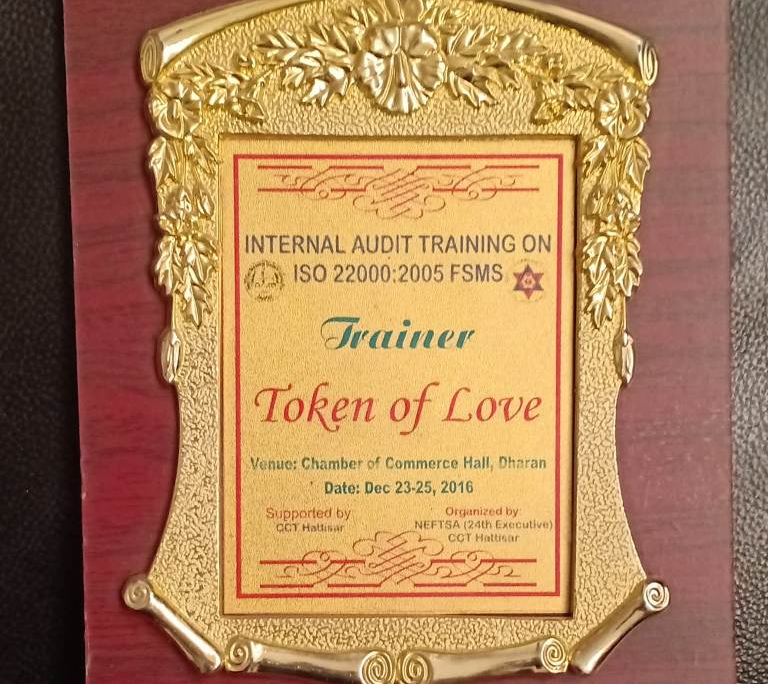 INTERNAL AUDIT TRAINING ON
ISO 22000:2005 FSMS
Trainer
Token of Love
Venue: Chamber of Commerce Hall, Dharan
Date: Dec 23-25, 2016
Supported by
CCT Hattisar
Organized by:
NEFTSA (24th Executive)
CCT Hattisar